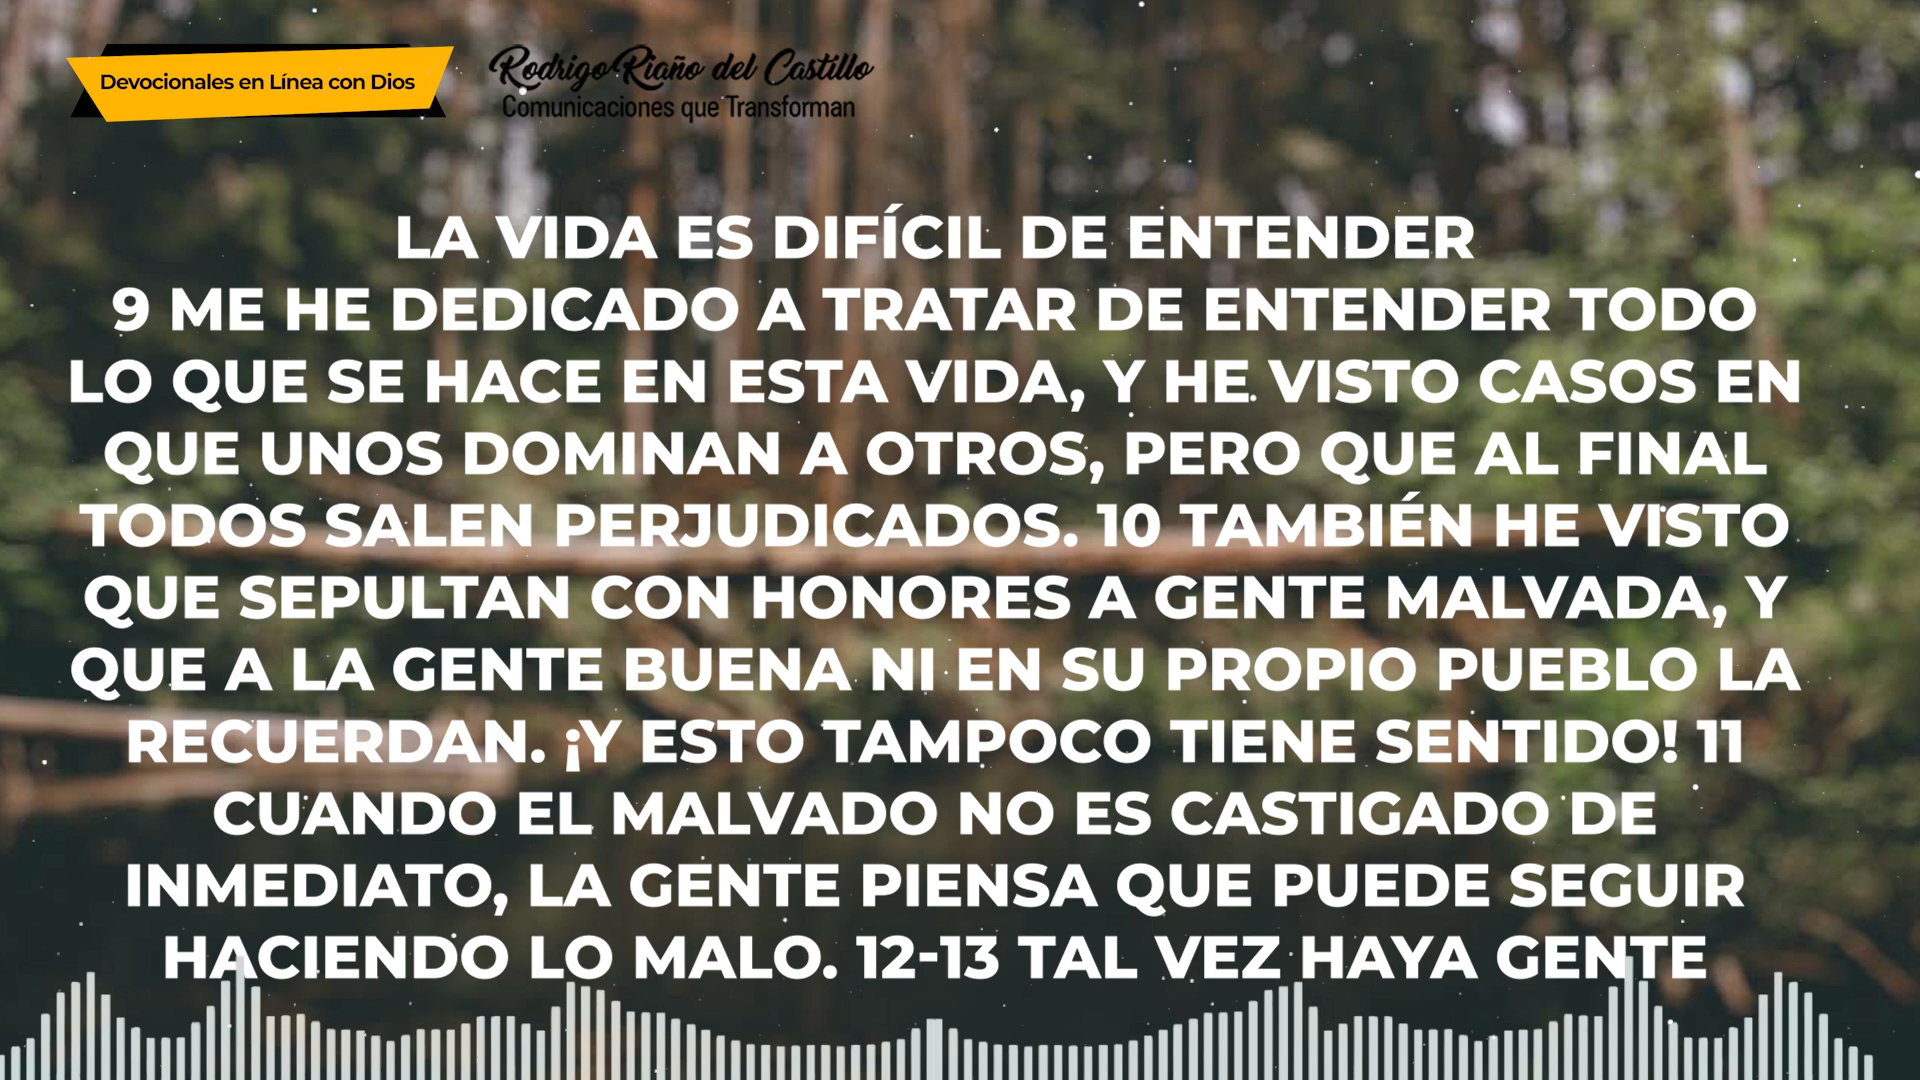 Devocionales en Línea con Dios
Rodrigo Riaño del Castillo
Comunicaciones que Transforman
LA VIDA ES DIFÍCIL DE ENTENDER
9 ME HE DEDICADO A TRATAR DE ENTENDER TODO
LO QUE SE HACE EN ESTA VIDA, Y HE VISTO CASOS EN
QUE UNOS DOMINAN A OTROS, PERO QUE AL FINAL
TODOS SALEN PERJUDICADOS. 10 TAMBIÉN HE VISTO
QUE SEPULTAN CON HONORES A GENTE MALVADA, Y
QUE A LA GENTE BUENA NI EN SU PROPIO PUEBLO LA
RECUERDAN. ¡Y ESTO TAMPOCO TIENE SENTIDO! 11
CUANDO EL MALVADO NO ES CASTIGADO DE
INMEDIATO, LA GENTE PIENSA QUE PUEDE SEGUIR
HACIENDO LO MALO. 12-13 TAL VEZ HAYA GENTE